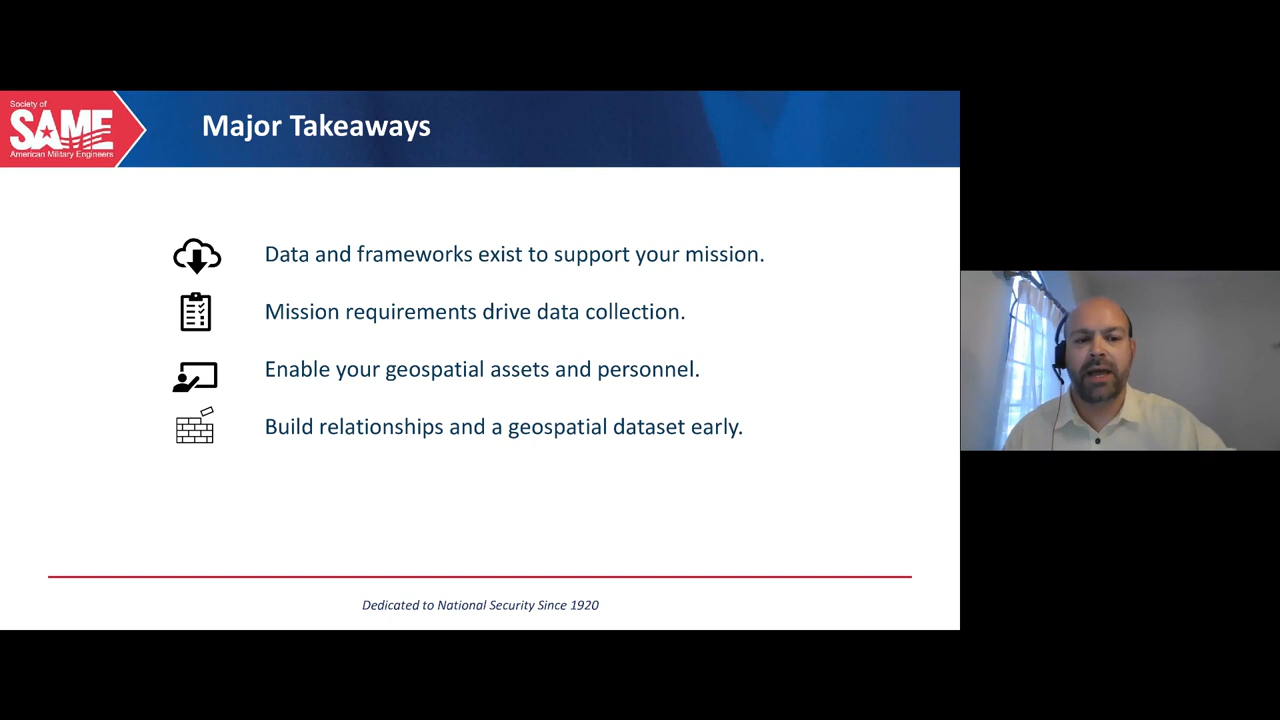 Society of
SAME
American Military Engineers
Major Takeaways
Data and frameworks exist to support your mission.
Mission requirements drive data collection.
Enable your geospatial assets and personnel.
Build relationships and a geospatial dataset early.
Dedicated to National Security Since 1920